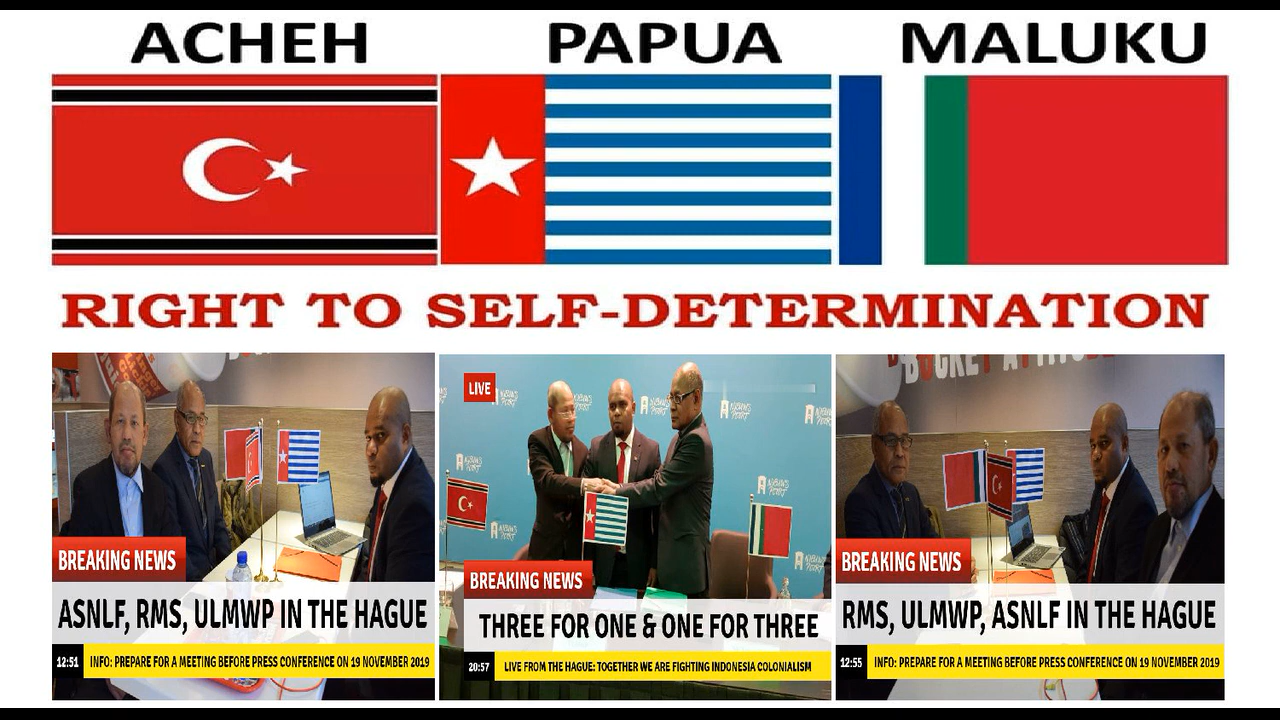 ACHEH
PAPUA
MALUKU
RIGHT TO SELF-DETERMINATION
BREAKING NEWS
ASNLF, RMS, ULMWP IN THE HAGUE
12:51 INFO: PREPARE FOR A MEETING BEFORE PRESS CONFERENCE ON 19 NOVEMBER 2019
LIVE
BREAKING NEWS
THREE FOR ONE & ONE FOR THREE
20:57 LIVE FROM THE HAGUE: TOGETHER WE ARE FIGHTING INDONESIA COLONIALISM
BREAKING NEWS
RMS, ULMWP, ASNLF IN THE HAGUE
12:55 INFO: PREPARE FOR A MEETING BEFORE PRESS CONFERENCE ON 19 NOVEMBER 2019